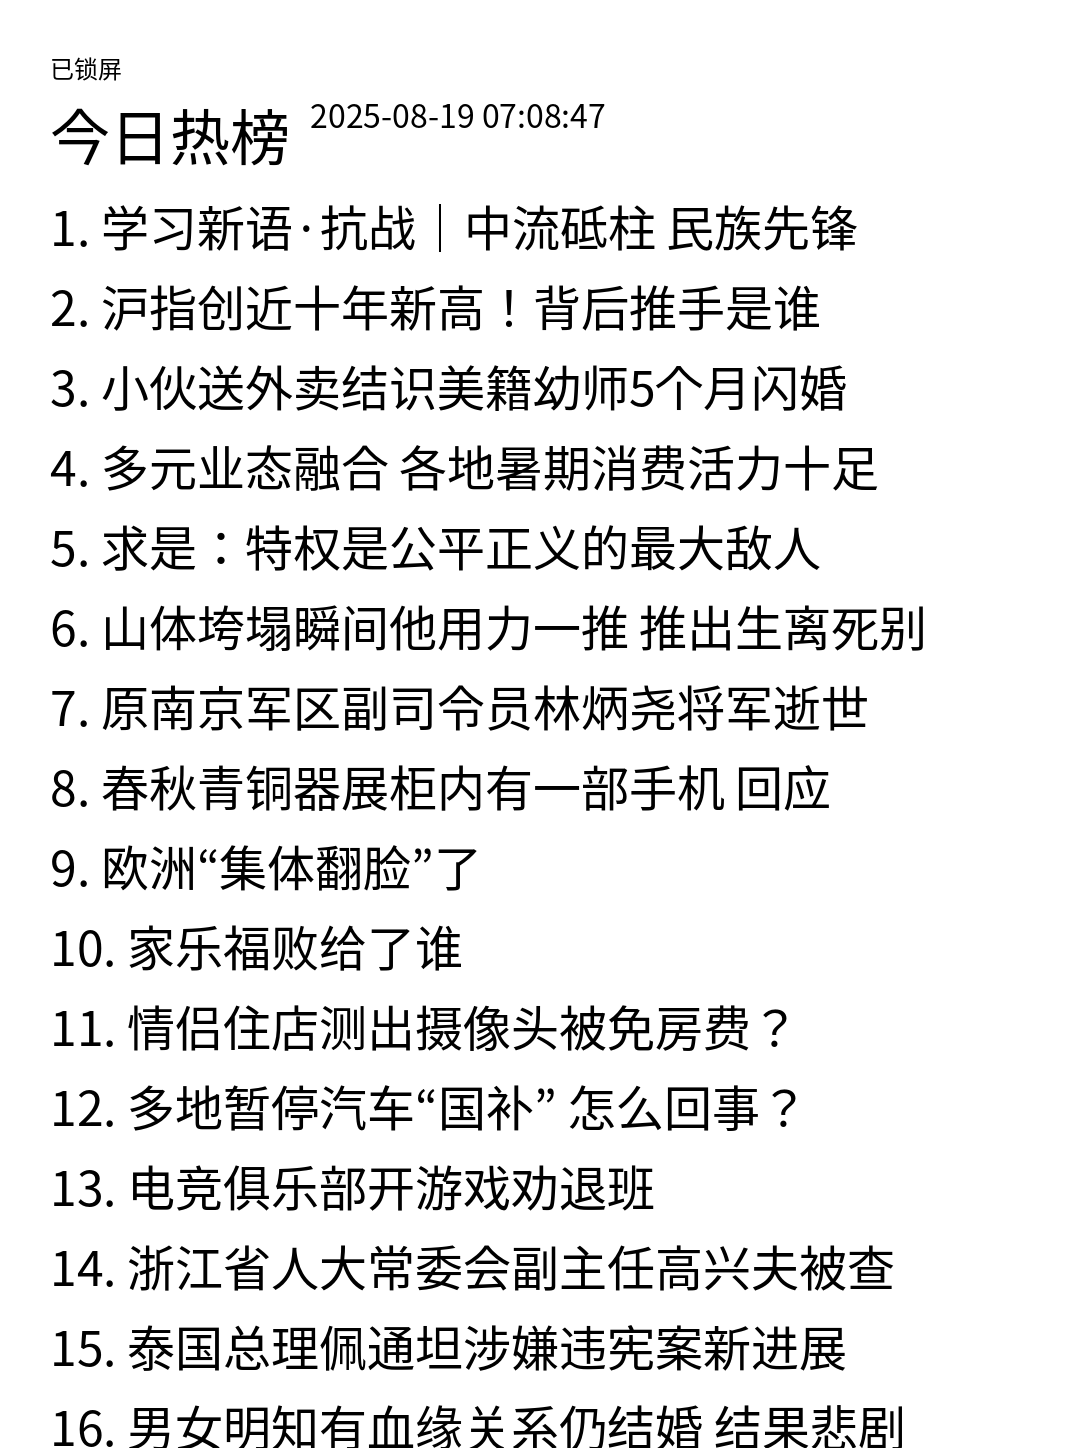 已锁屏
今日热榜 2025-08-19 07:08:47
1. 学习新语·抗战｜中流砥柱 民族先锋
2. 沪指创近十年新高！背后推手是谁
3. 小伙送外卖结识美籍幼师5个月闪婚
4. 多元业态融合 各地暑期消费活力十足
5. 求是：特权是公平正义的最大敌人
6. 山体垮塌瞬间他用力一推 推出生离死别
7. 原南京军区副司令员林炳尧将军逝世
8. 春秋青铜器展柜内有一部手机 回应
9. 欧洲“集体翻脸”了
10. 家乐福败给了谁
11. 情侣住店测出摄像头被免房费？
12. 多地暂停汽车“国补” 怎么回事？
13. 电竞俱乐部开游戏劝退班
14. 浙江省人大常委会副主任高兴夫被查
15. 泰国总理佩通坦涉嫌违宪案新进展
16. 男女明知有血缘关系仍结婚 结果悲剧